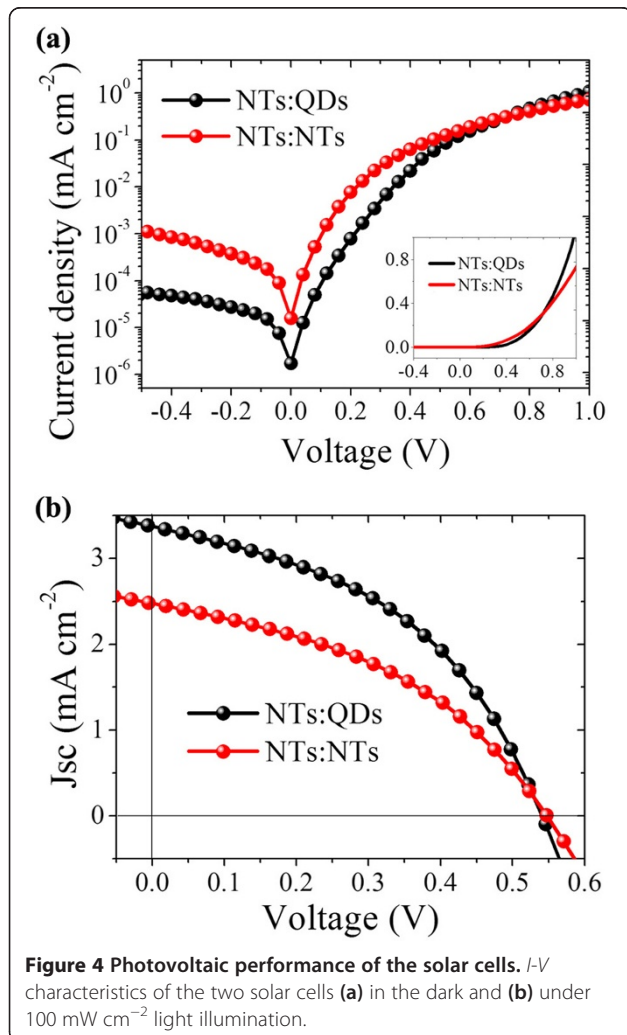 (a)
Current density (mA cm⁻²)
10⁰
10⁻¹
10⁻²
10⁻³
10⁻⁴
10⁻⁵
10⁻⁶
NTs:QDs
NTs:NTs
0.8
0.4
0.0
NTs:QDs
NTs:NTs
-0.4 0.0 0.4 0.8
-0.4 -0.2 0.0 0.2 0.4 0.6 0.8 1.0
Voltage (V)
(b)
Jsc (mA cm⁻²)
3
2
1
0
NTs:QDs
NTs:NTs
0.0 0.1 0.2 0.3 0.4 0.5 0.6
Voltage (V)
Figure 4 Photovoltaic performance of the solar cells. I-V
characteristics of the two solar cells (a) in the dark and (b) under
100 mW cm⁻² light illumination.